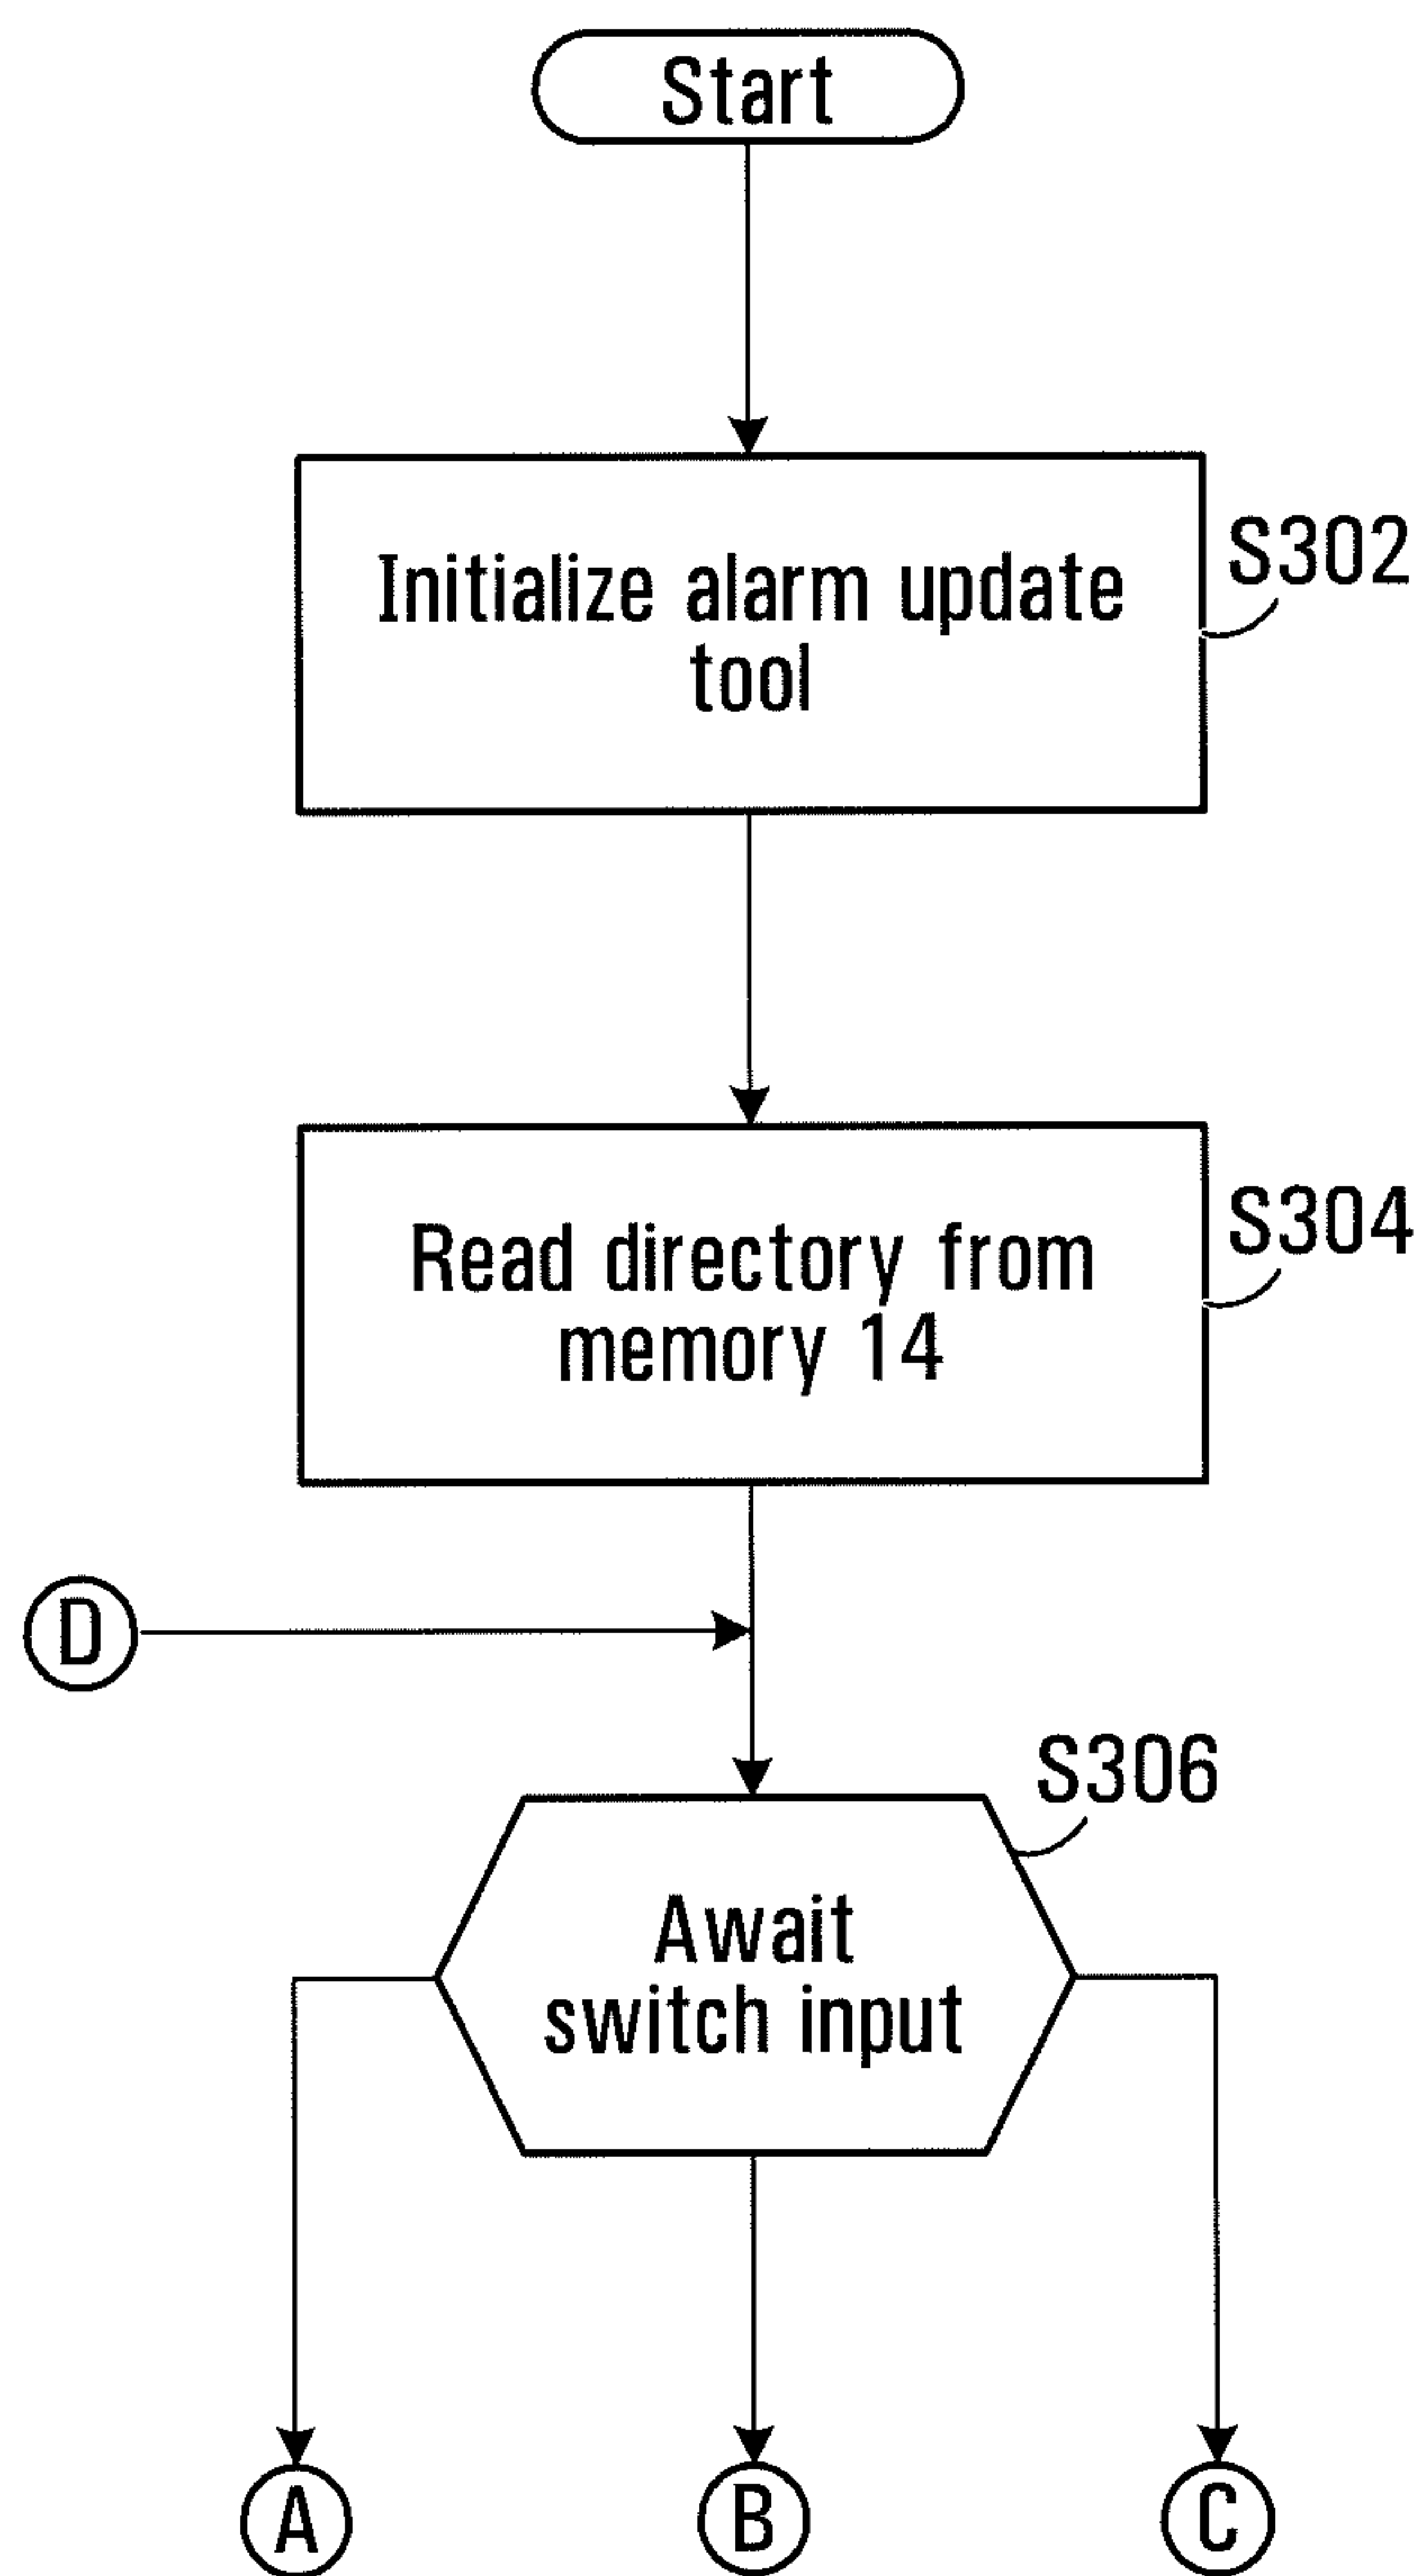 Start
Initialize alarm update
tool
S302
Read directory from
memory 14
S304
D
S306
Await
switch input
A
B
C